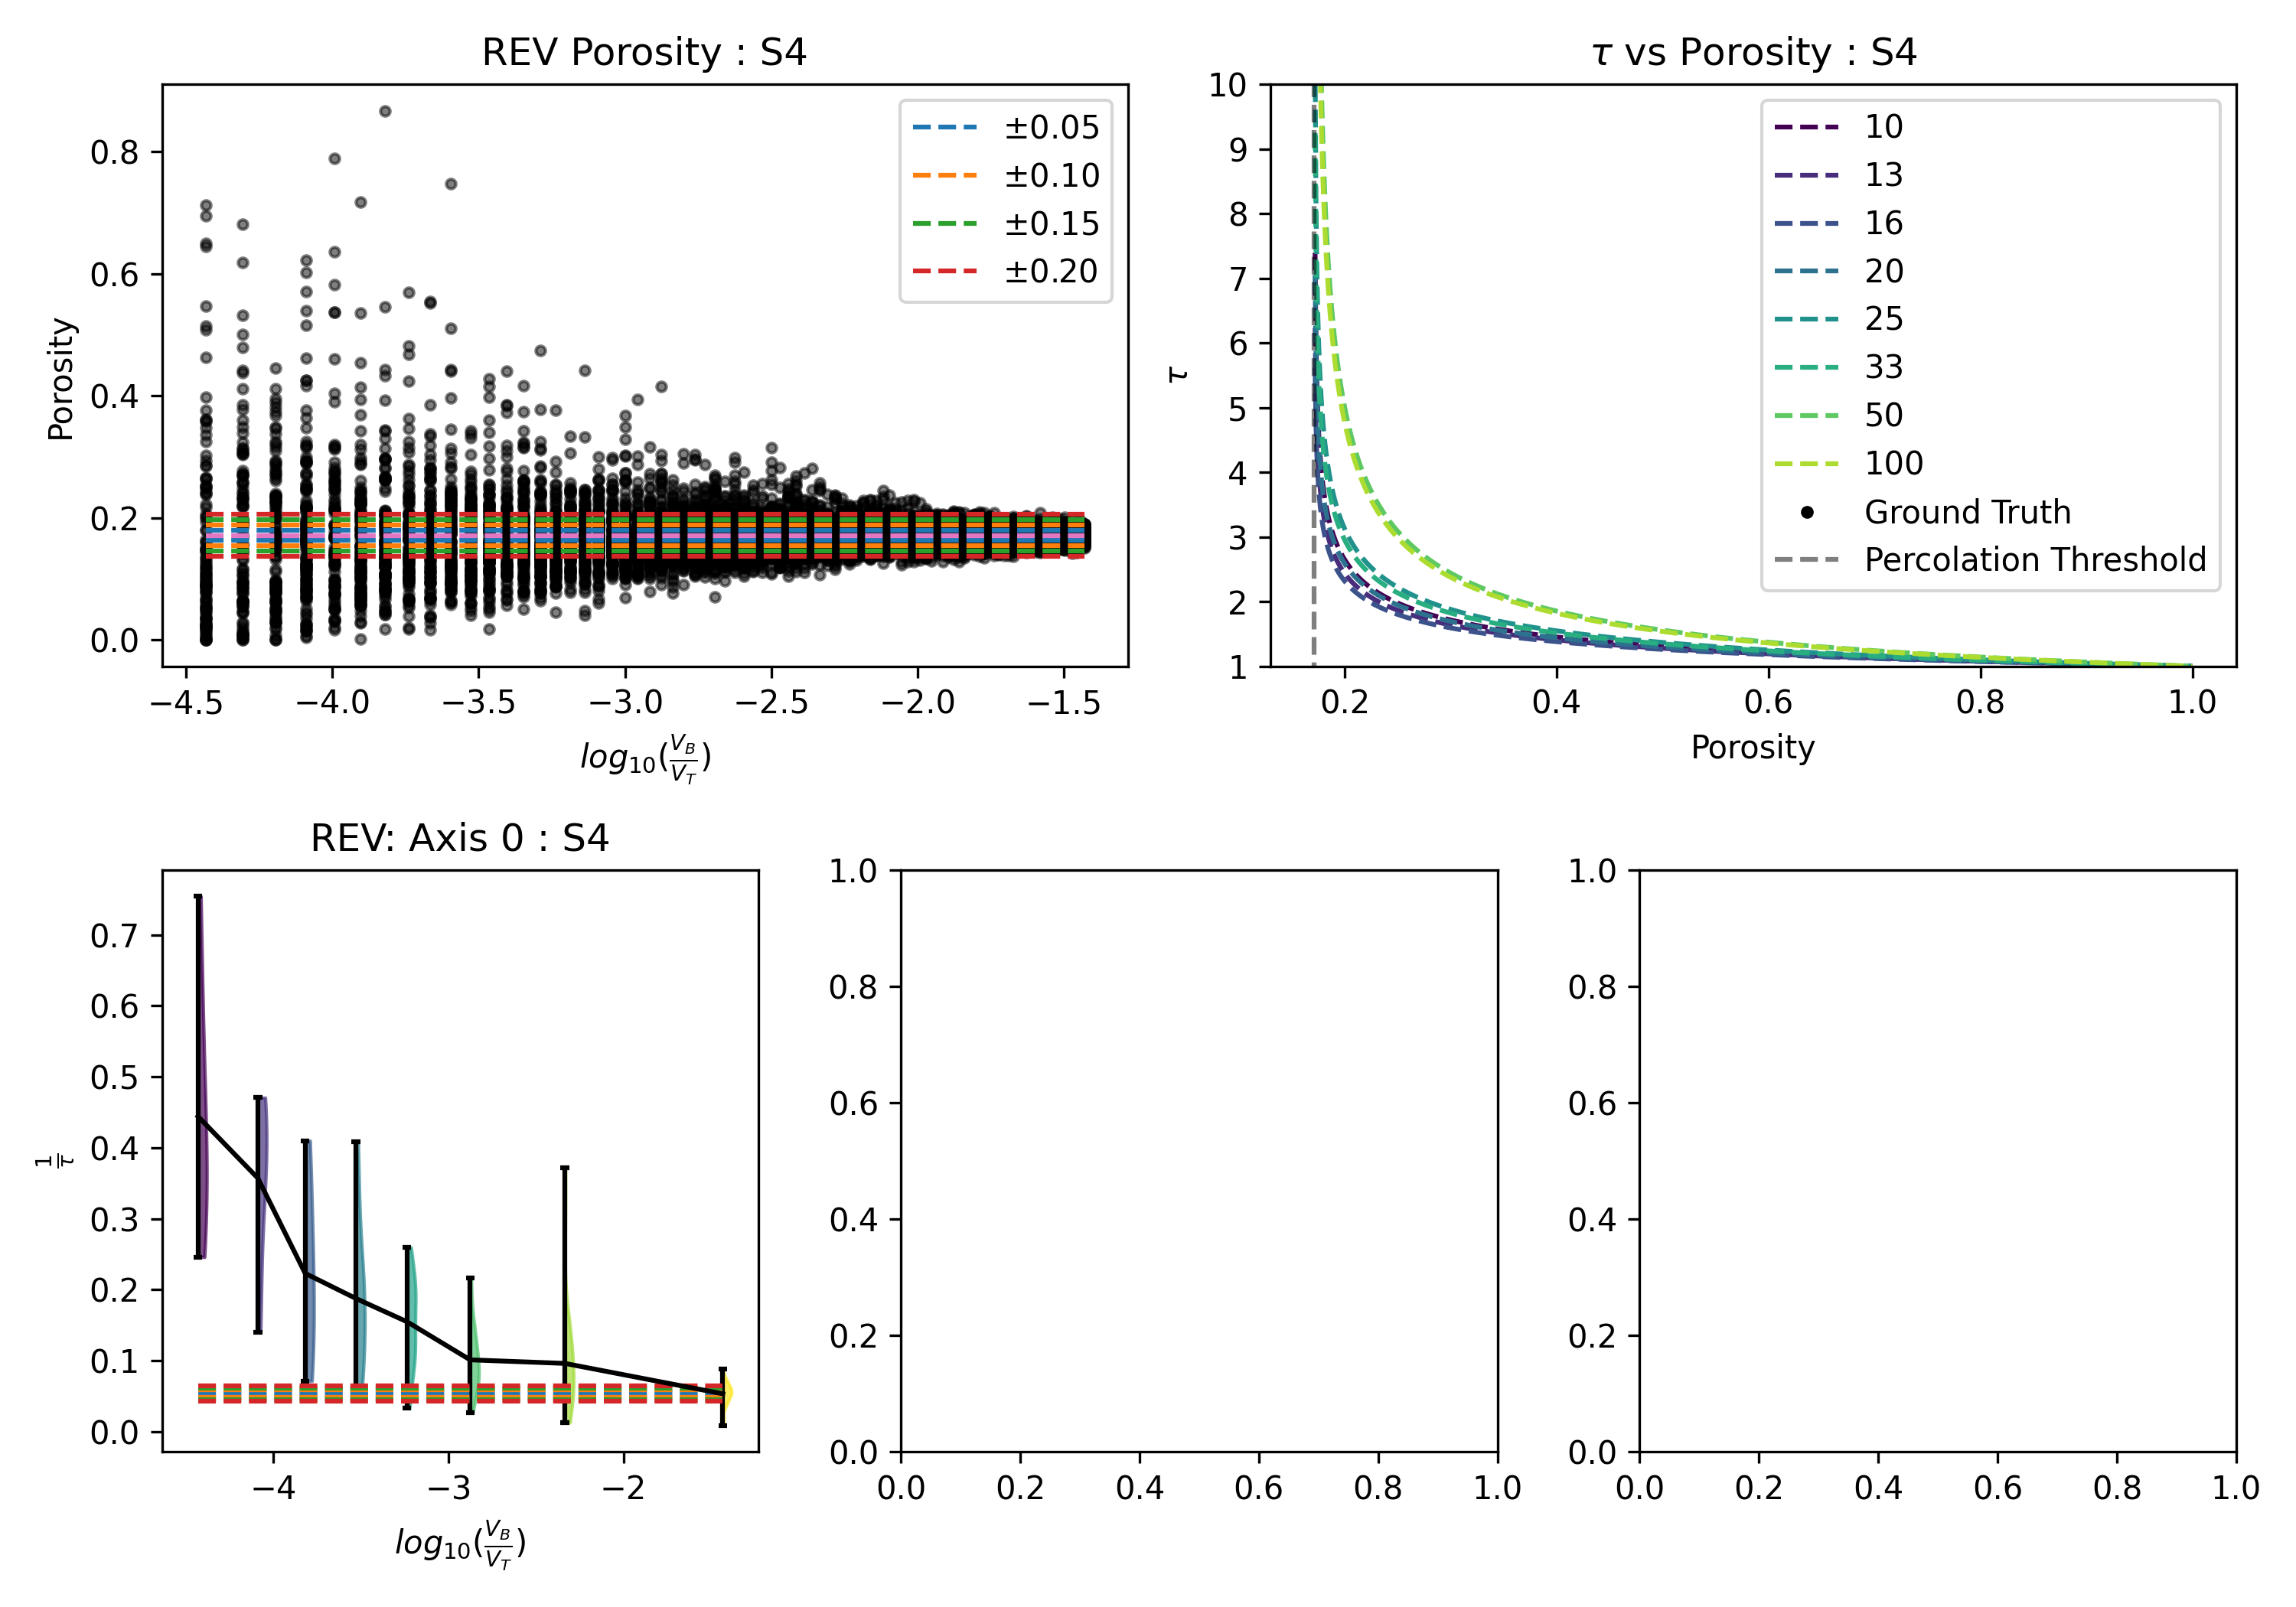 REV Porosity : S4
Porosity
0.8
0.6
0.4
0.2
0.0
−4.5 −4.0 −3.5 −3.0 −2.5 −2.0 −1.5
log10(V_B/V_T)
±0.05
±0.10
±0.15
±0.20
τ vs Porosity : S4
τ
10
9
8
7
6
5
4
3
2
1
0.2 0.4 0.6 0.8 1.0
Porosity
10
13
16
20
25
33
50
100
Ground Truth
Percolation Threshold
REV: Axis 0 : S4
1/τ
0.7
0.6
0.5
0.4
0.3
0.2
0.1
0.0
−4 −3 −2
log10(V_B/V_T)
1.0
0.8
0.6
0.4
0.2
0.0
0.0 0.2 0.4 0.6 0.8 1.0
1.0
0.8
0.6
0.4
0.2
0.0
0.0 0.2 0.4 0.6 0.8 1.0